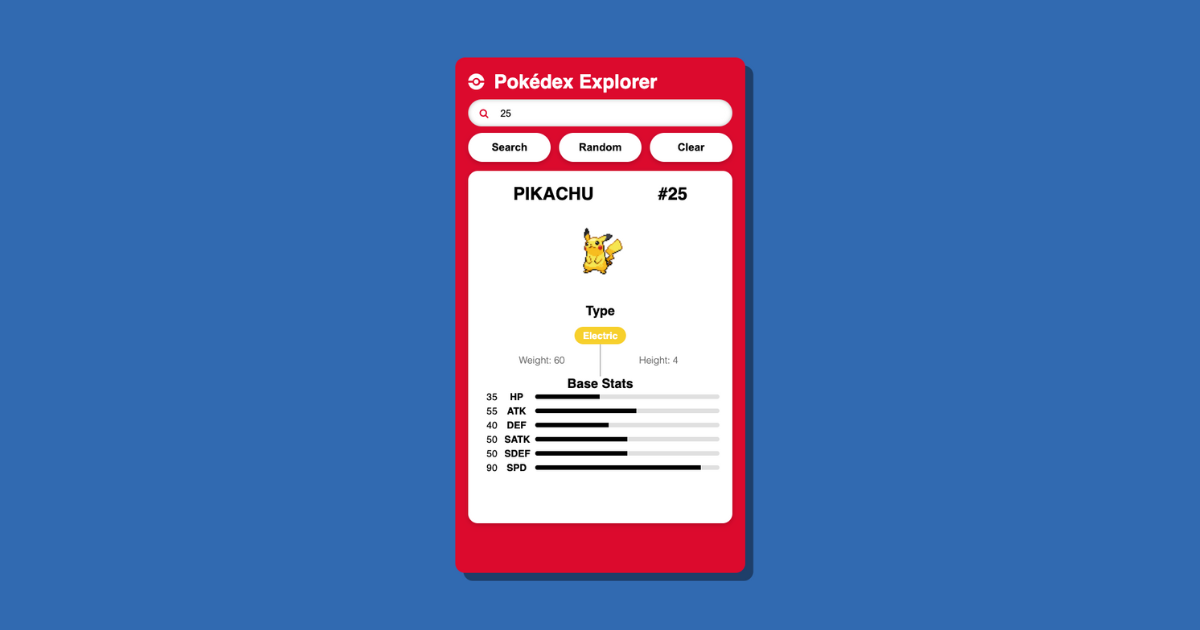 Pokédex Explorer
25
Search Random Clear
PIKACHU #25
Type
Electric
Weight: 60 Height: 4
Base Stats
35 HP
55 ATK
40 DEF
50 SATK
50 SDEF
90 SPD